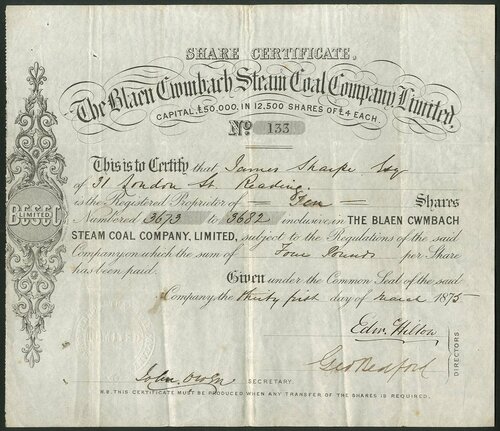 SHARE CERTIFICATE.
The Blaen Cwmbach Steam Coal Company, Limited.
CAPITAL, £50,000, IN 12,500 SHARES OF £4 EACH.
No 133
This is to Certify that James Sharpe Esq
of 31 London St. Reading.
is the Registered Proprietor of Ten Shares
Numbered 3673 to 3682 inclusive in THE BLAEN CWMBACH
STEAM COAL COMPANY, LIMITED, subject to the Regulations of the said
Company on which the sum of Four Pounds per Share
has been paid.
Given under the Common Seal of the said
Company, the thirty first day of March 1875
Edw. Hilton
Geo Redford
DIRECTORS
John Owen
SECRETARY.
N.B. THIS CERTIFICATE MUST BE PRODUCED WHEN ANY TRANSFER OF THE SHARES IS REQUIRED.
LIMITED